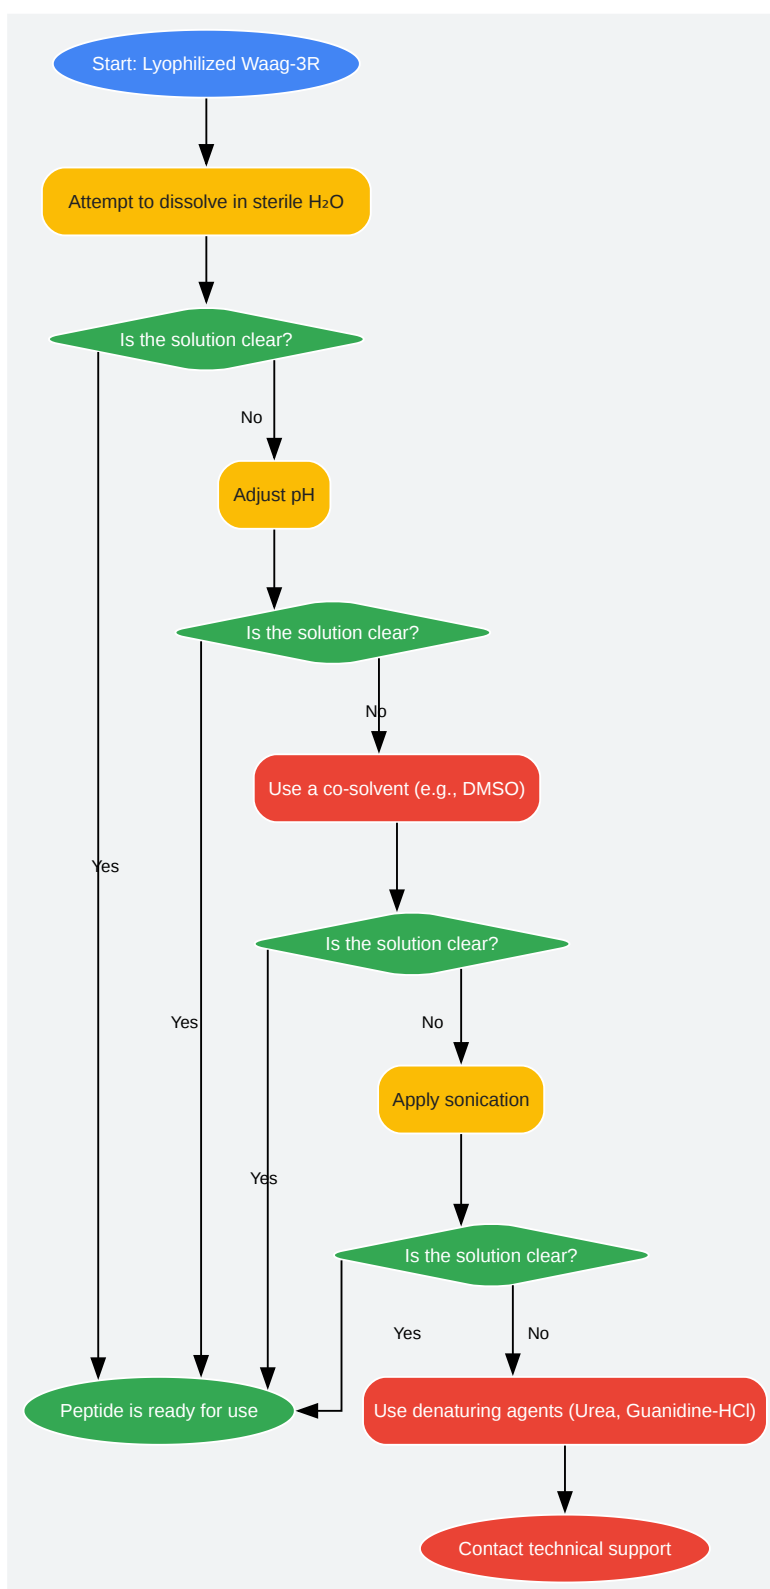 Start: Lyophilized Waag-3R
Attempt to dissolve in sterile H₂O
Is the solution clear?
No
Adjust pH
Is the solution clear?
No
Use a co-solvent (e.g., DMSO)
Yes
Is the solution clear?
Yes
No
Apply sonication
Yes
Is the solution clear?
Yes
No
Peptide is ready for use
Use denaturing agents (Urea, Guanidine-HCl)
Contact technical support